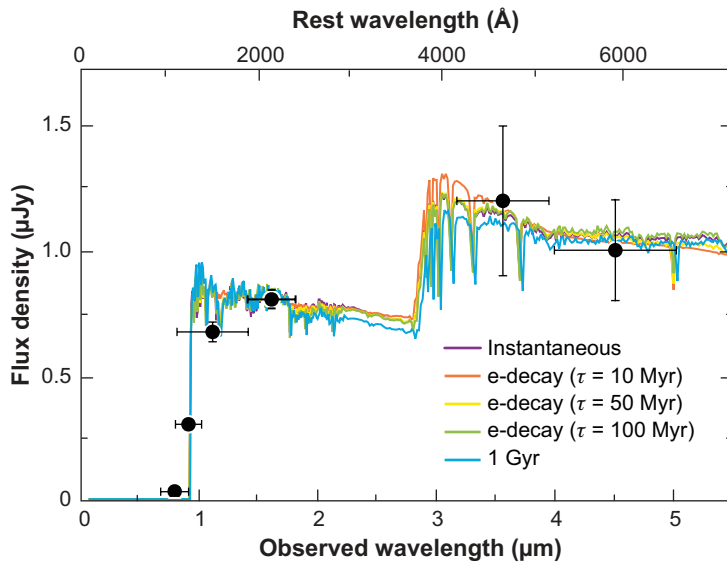 Rest wavelength (Å)
0 2000 4000 6000
1.5
1.0
0.5
0
Flux density (μJy)
Instantaneous
e-decay (τ = 10 Myr)
e-decay (τ = 50 Myr)
e-decay (τ = 100 Myr)
1 Gyr
0 1 2 3 4 5
Observed wavelength (μm)